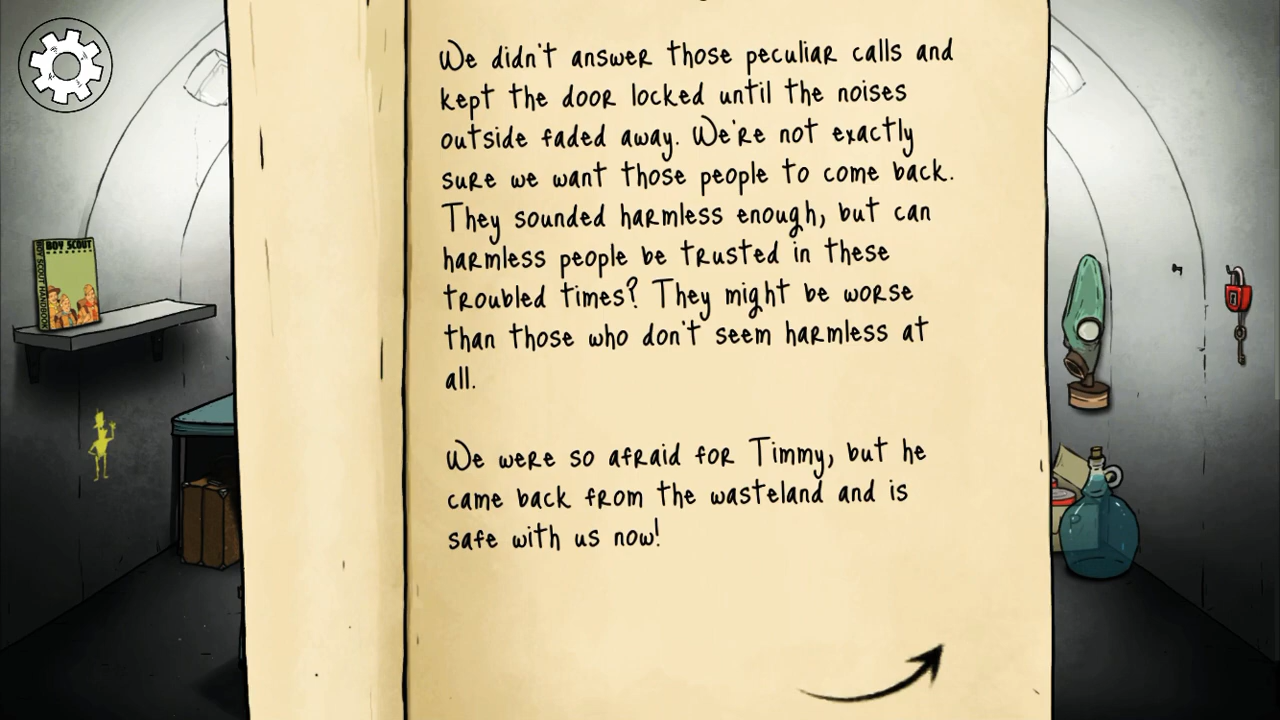 We didn't answer those peculiar calls and
kept the door locked until the noises
outside faded away. We're not exactly
sure we want those people to come back.
They sounded harmless enough, but can
harmless people be trusted in these
troubled times? They might be worse
than those who don't seem harmless at
all.
We were so afraid for Timmy, but he
came back from the wasteland and is
safe with us now!
BOY SCOUT
BOY SCOUT HANDBOOK